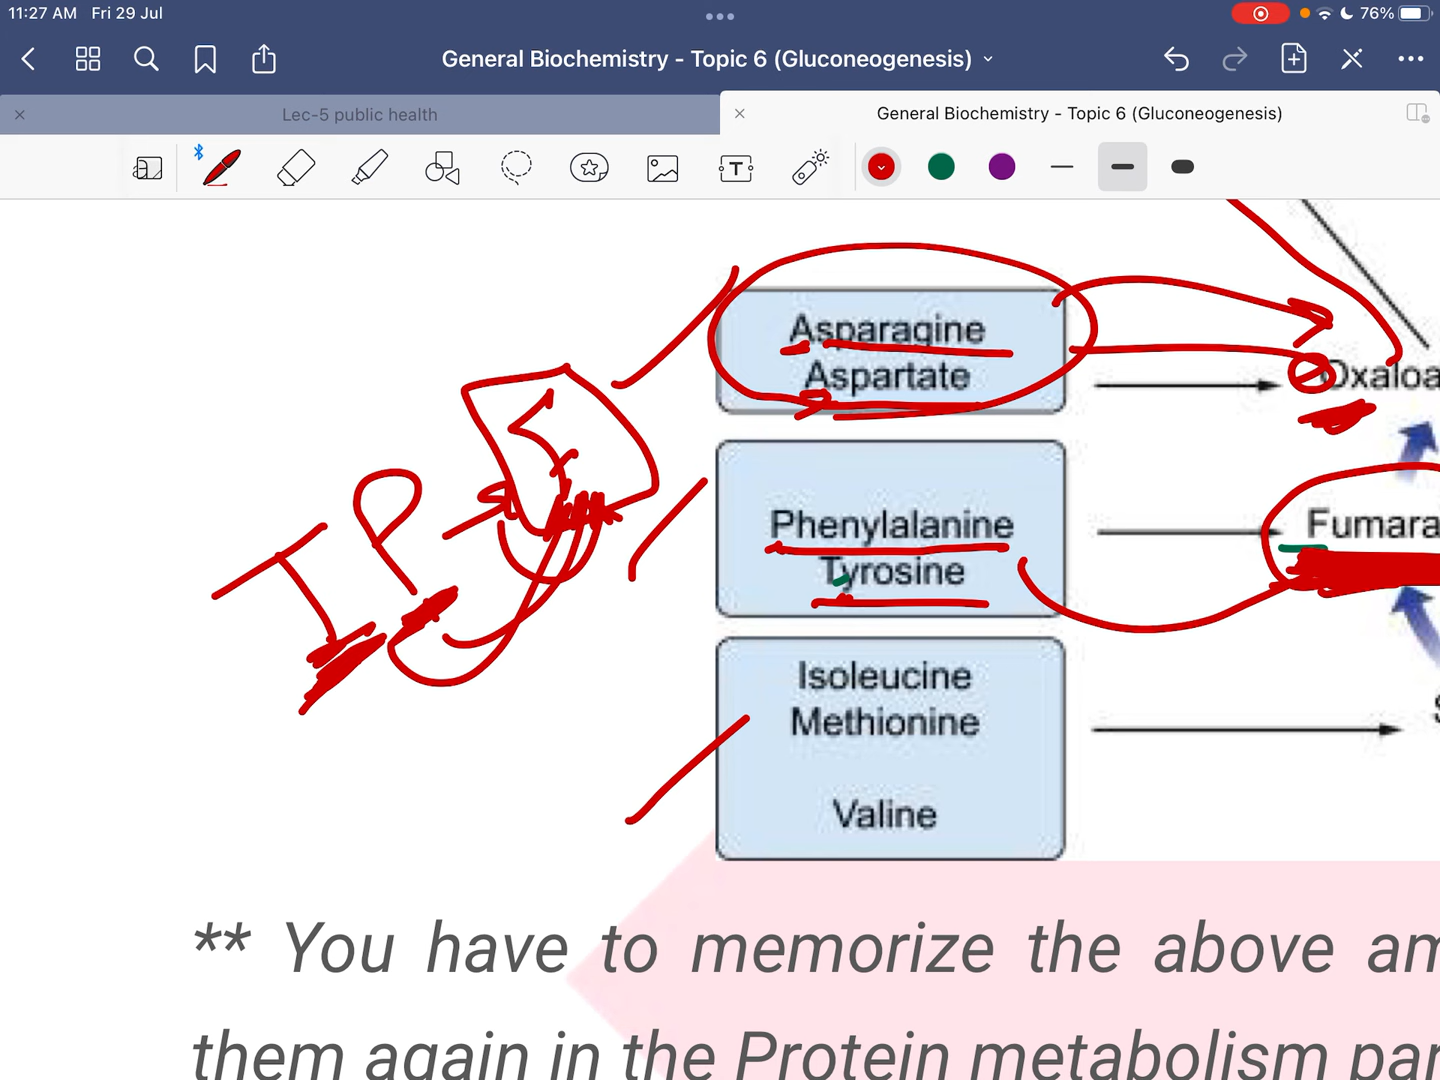 11:27 AM Fri 29 Jul
76%
General Biochemistry - Topic 6 (Gluconeogenesis)
Lec-5 public health
General Biochemistry - Topic 6 (Gluconeogenesis)
T
Asparagine
Aspartate
Oxaloa
IP
Phenylalanine
Fumara
Tyrosine
Isoleucine
Methionine
S
Valine
** You have to memorize the above am
them again in the Protein metabolism par